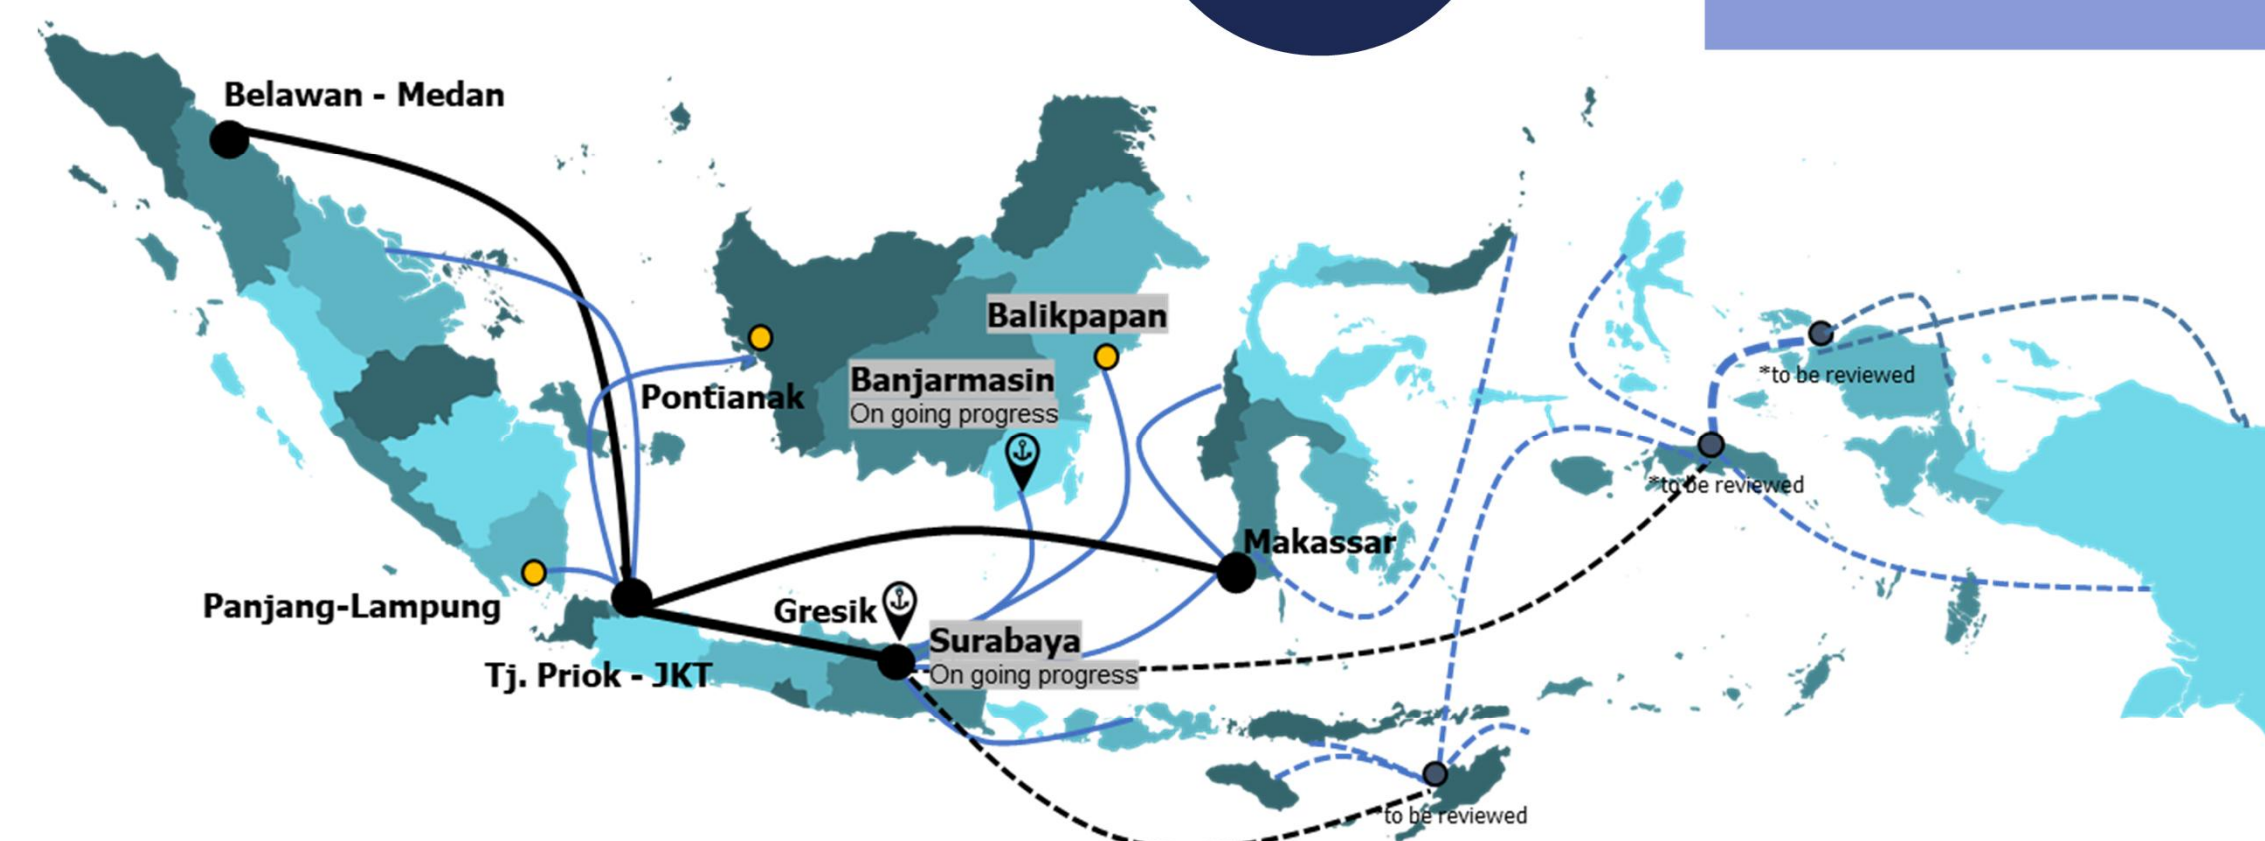 Belawan - Medan
Balikpapan
*to be reviewed
Banjarmasin
On going progress
Pontianak
*to be reviewed
Makassar
Panjang-Lampung
Gresik
Surabaya
On going progress
Tj. Priok - JKT
*to be reviewed